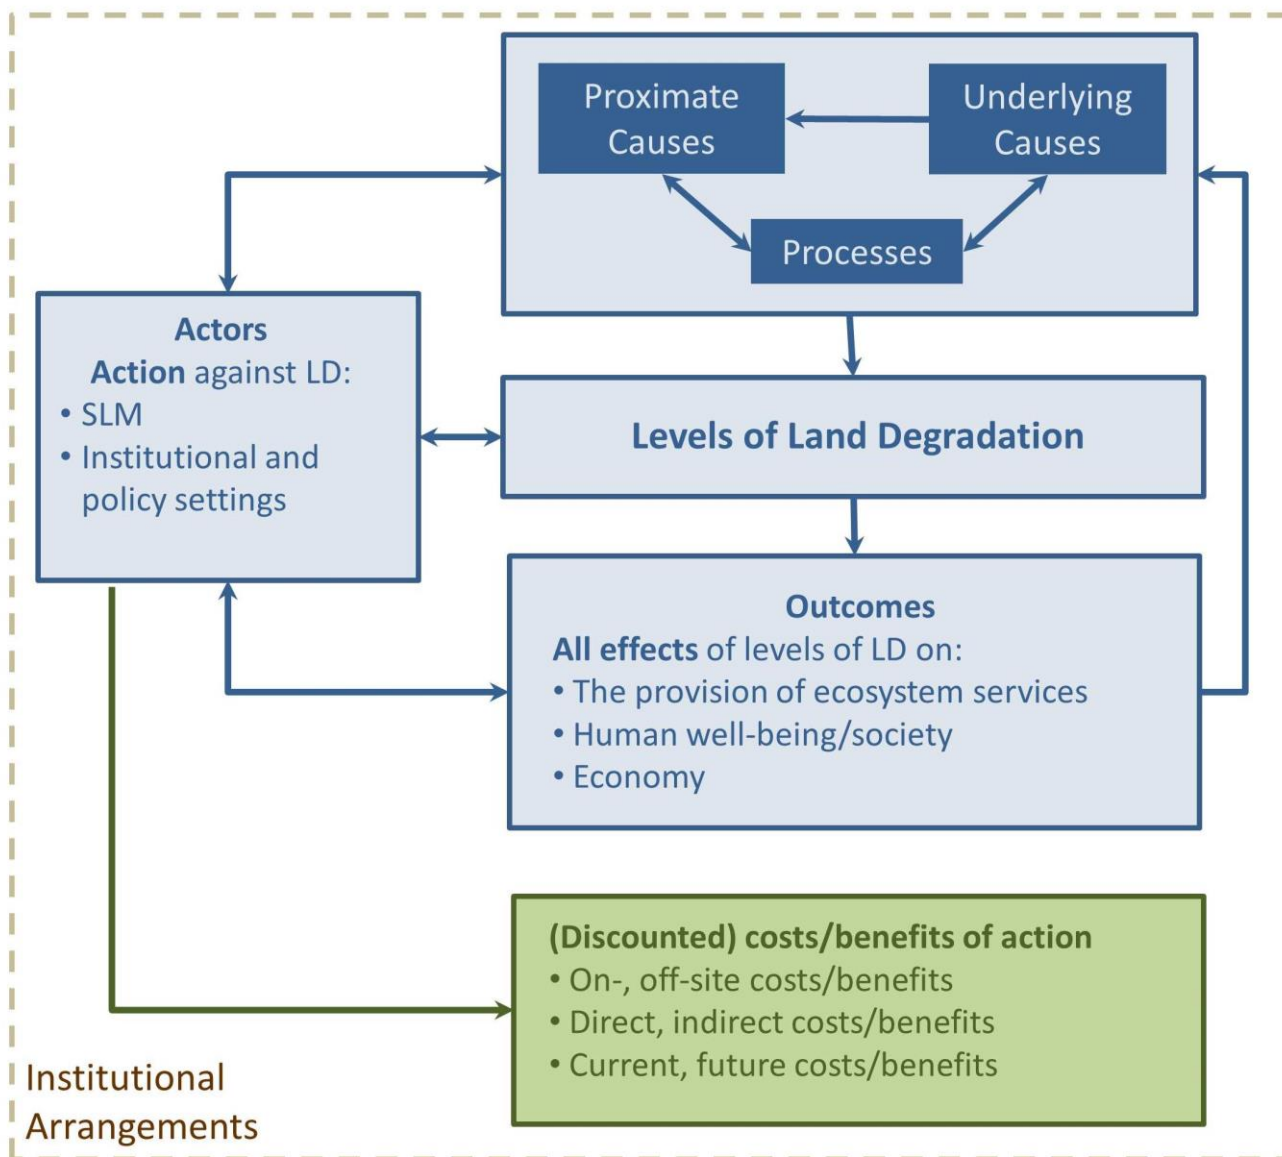 Proximate
Causes
Underlying
Causes
Processes
Actors
Action against LD:
• SLM
• Institutional and
policy settings
Levels of Land Degradation
Outcomes
All effects of levels of LD on:
• The provision of ecosystem services
• Human well-being/society
• Economy
(Discounted) costs/benefits of action
• On-, off-site costs/benefits
• Direct, indirect costs/benefits
• Current, future costs/benefits
Institutional
Arrangements